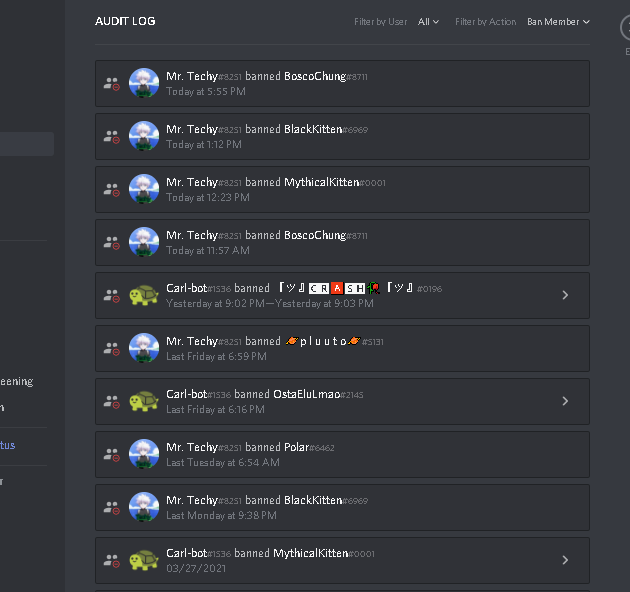 AUDIT LOG Filter by User All Filter by Action Ban Member
Mr. Techy#8251 banned BoscoChung#8711
Today at 5:55 PM
Mr. Techy#8251 banned BlackKitten#6969
Today at 1:12 PM
Mr. Techy#8251 banned MythicalKitten#0001
Today at 12:23 PM
Mr. Techy#8251 banned BoscoChung#8711
Today at 11:57 AM
Carl-bot#1536 banned 『ツ』🇨 🇷 🅰 🇸 🇭🌹『ツ』#0196
Yesterday at 9:02 PM—Yesterday at 9:03 PM
Mr. Techy#8251 banned p l u u t o#5131
Last Friday at 6:59 PM
Carl-bot#1536 banned OstaEluLmao#2145
Last Friday at 6:16 PM
eening
Mr. Techy#8251 banned Polar#6462
tus
Last Tuesday at 6:54 AM
Mr. Techy#8251 banned BlackKitten#6969
Last Monday at 9:38 PM
Carl-bot#1536 banned MythicalKitten#0001
03/27/2021